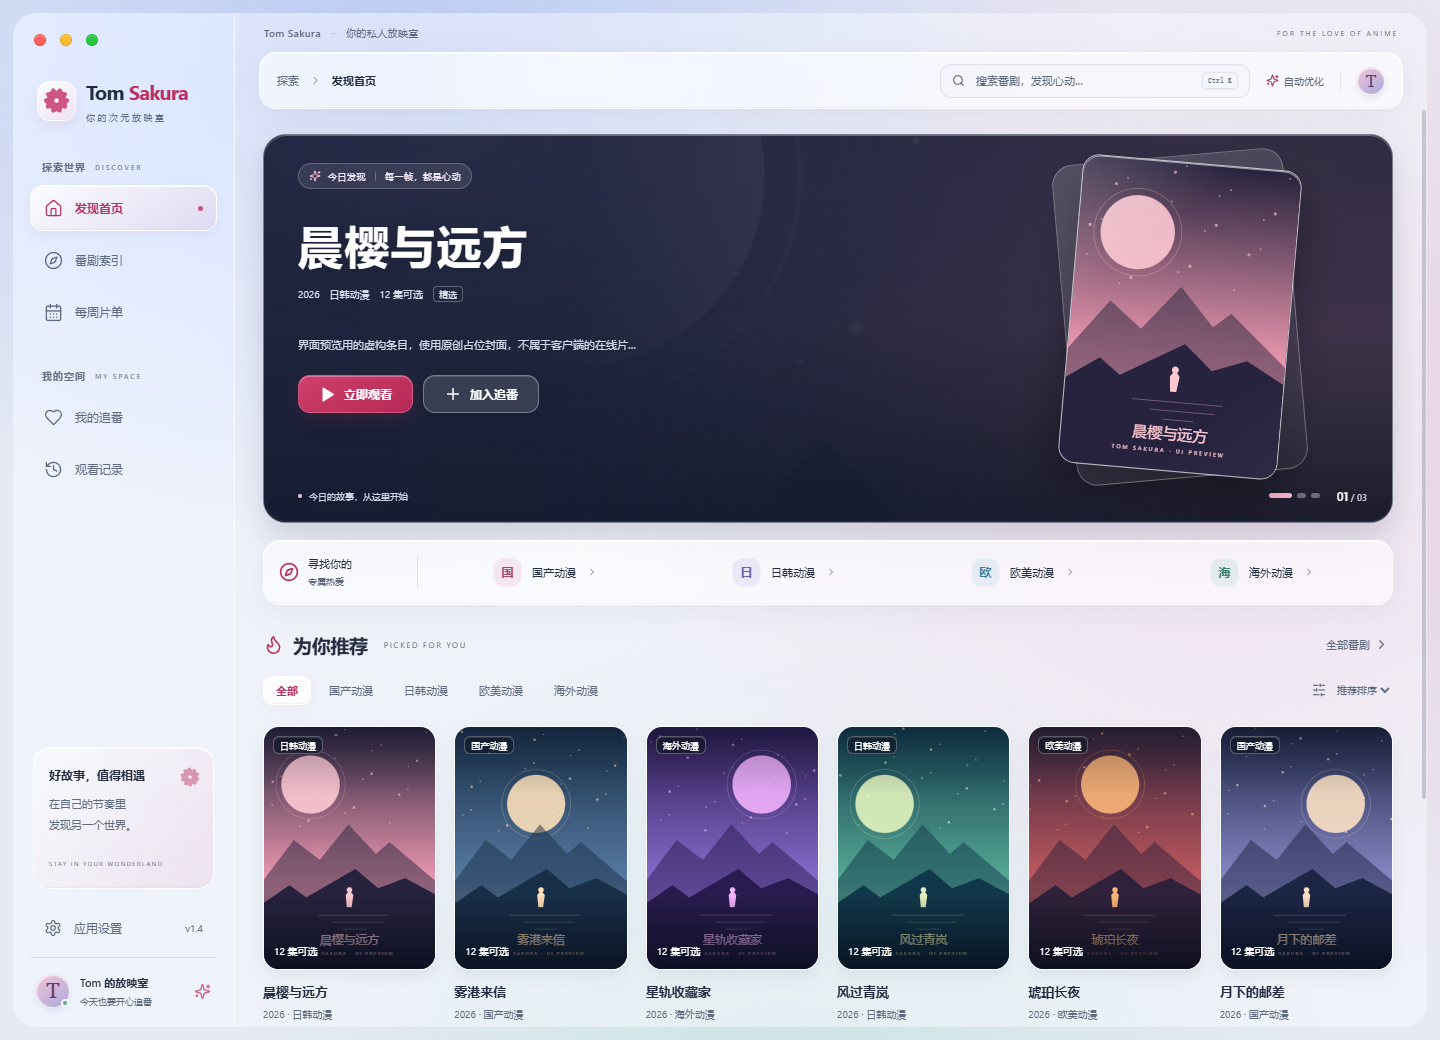 Tom Sakura · 你的私人放映室
FOR THE LOVE OF ANIME
Tom Sakura
你的次元放映室
探索世界 DISCOVER
发现首页
番剧索引
每周片单
我的空间 MY SPACE
我的追番
观看记录
好故事，值得相遇
在自己的节奏里
发现另一个世界。
STAY IN YOUR WONDERLAND
应用设置 v1.4
T
Tom 的放映室
今天也要开心追番
探索 发现首页
搜索番剧，发现心动...
Ctrl K
自动优化
T
今日发现 每一帧，都是心动
晨樱与远方
2026 日韩动漫 12 集可选 精选
界面预览用的虚构条目，使用原创占位封面，不属于客户端的在线片...
立即观看
加入追番
今日的故事，从这里开始
晨樱与远方
TOM SAKURA · UI PREVIEW
01 / 03
寻找你的
专属热爱
国 国产动漫
日 日韩动漫
欧 欧美动漫
海 海外动漫
为你推荐 PICKED FOR YOU
全部番剧
全部 国产动漫 日韩动漫 欧美动漫 海外动漫
推荐排序
日韩动漫
晨樱与远方
12 集可选
SAKURA · UI PREVIEW
晨樱与远方
2026 · 日韩动漫
国产动漫
雾港来信
12 集可选
SAKURA · UI PREVIEW
雾港来信
2026 · 国产动漫
海外动漫
星轨收藏家
12 集可选
SAKURA · UI PREVIEW
星轨收藏家
2026 · 海外动漫
日韩动漫
风过青岚
12 集可选
SAKURA · UI PREVIEW
风过青岚
2026 · 日韩动漫
欧美动漫
琥珀长夜
12 集可选
SAKURA · UI PREVIEW
琥珀长夜
2026 · 欧美动漫
国产动漫
月下的邮差
12 集可选
SAKURA · UI PREVIEW
月下的邮差
2026 · 国产动漫